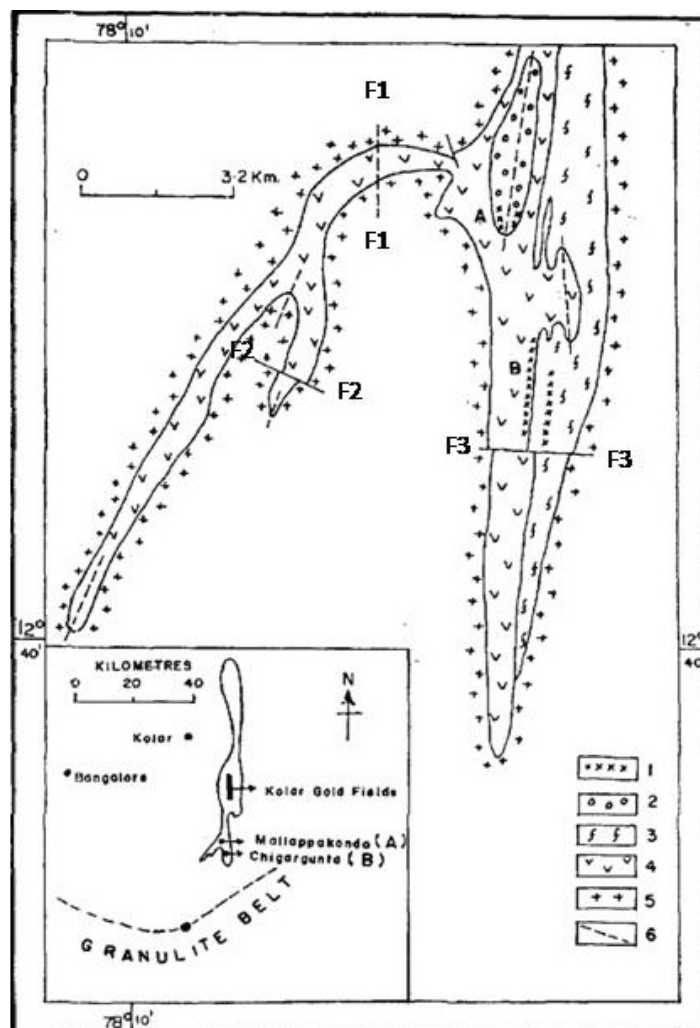 78° 10'
F1
0 3·2 Km.
F1
A
F2
F2
B
F3
F3
12°
40'
12°
40
KILOMETRES
0 20 40
N
Kolar
Bangalore
Kolar Gold Fields
Mallappakonda (A)
Chigargunta (B)
GRANULITE BELT
1
2
3
4
5
6
78° 10'